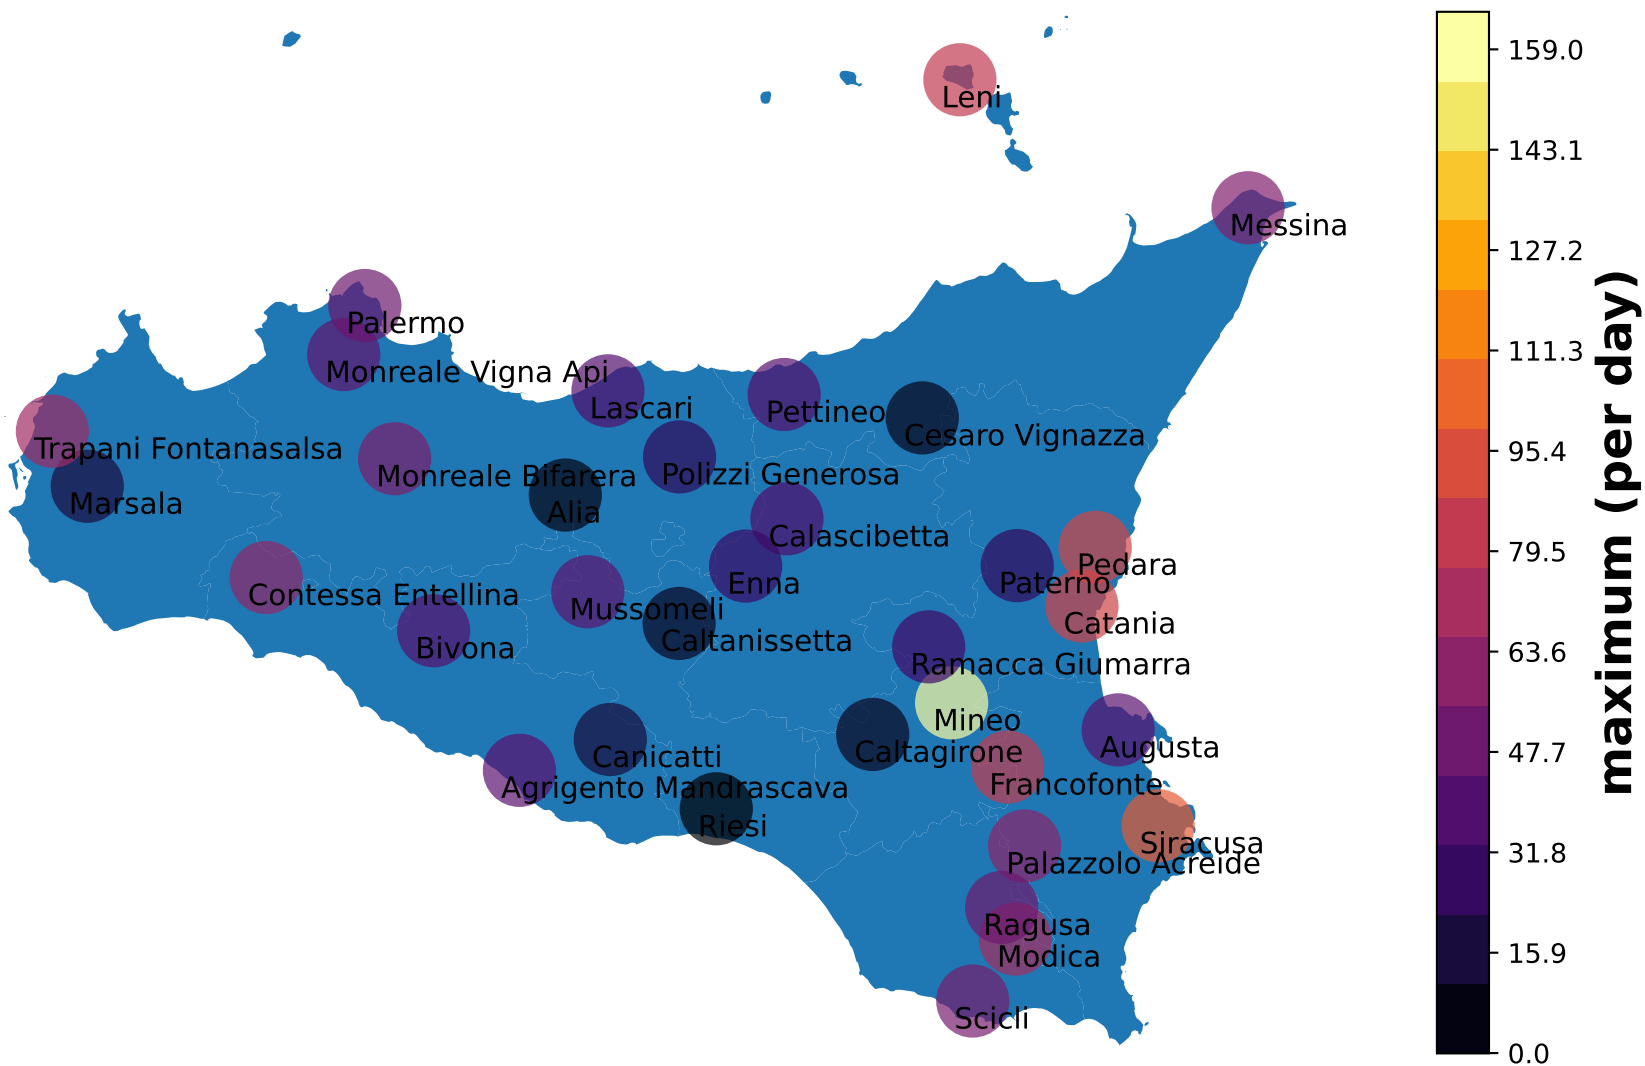 Leni
Messina
Palermo
Monreale Vigna Api
Lascari
Pettineo
Cesaro Vignazza
Trapani Fontanasalsa
Monreale Bifarera
Polizzi Generosa
Marsala
Alia
Calascibetta
Pedara
Enna
Paterno
Contessa Entellina
Mussomeli
Catania
Bivona
Caltanissetta
Ramacca Giumarra
Mineo
Augusta
Canicatti
Caltagirone
Agrigento Mandrascava
Francofonte
Riesi
Siracusa
Palazzolo Acreide
Ragusa
Modica
Scicli
159.0
143.1
127.2
111.3
95.4
79.5
63.6
47.7
31.8
15.9
0.0
maximum (per day)